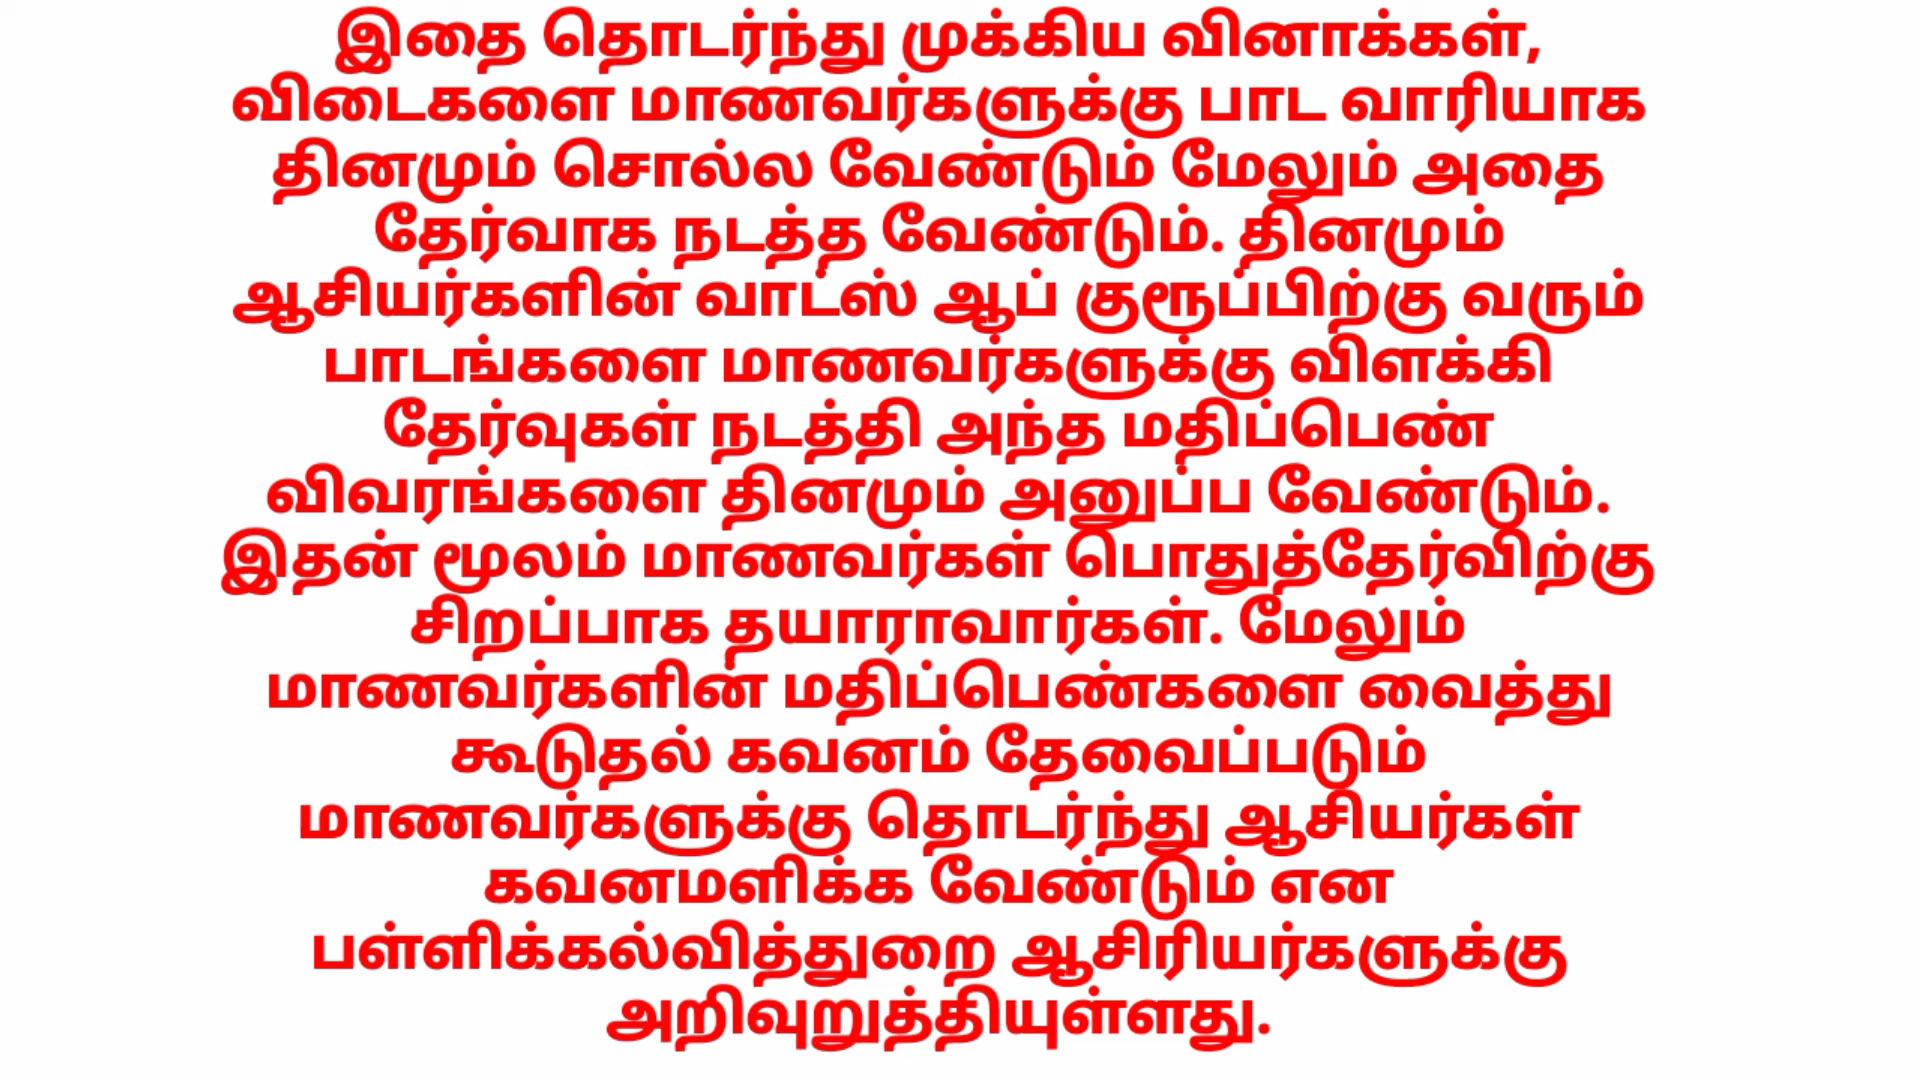 இதை தொடர்ந்து முக்கிய வினாக்கள்,
விடைகளை மாணவர்களுக்கு பாட வாரியாக
தினமும் சொல்ல வேண்டும் மேலும் அதை
தேர்வாக நடத்த வேண்டும். தினமும்
ஆசியர்களின் வாட்ஸ் ஆப் குரூப்பிற்கு வரும்
பாடங்களை மாணவர்களுக்கு விளக்கி
தேர்வுகள் நடத்தி அந்த மதிப்பெண்
விவரங்களை தினமும் அனுப்ப வேண்டும்.
இதன் மூலம் மாணவர்கள் பொதுத்தேர்விற்கு
சிறப்பாக தயாராவார்கள். மேலும்
மாணவர்களின் மதிப்பெண்களை வைத்து
கூடுதல் கவனம் தேவைப்படும்
மாணவர்களுக்கு தொடர்ந்து ஆசியர்கள்
கவனமளிக்க வேண்டும் என
பள்ளிக்கல்வித்துறை ஆசிரியர்களுக்கு
அறிவுறுத்தியுள்ளது.